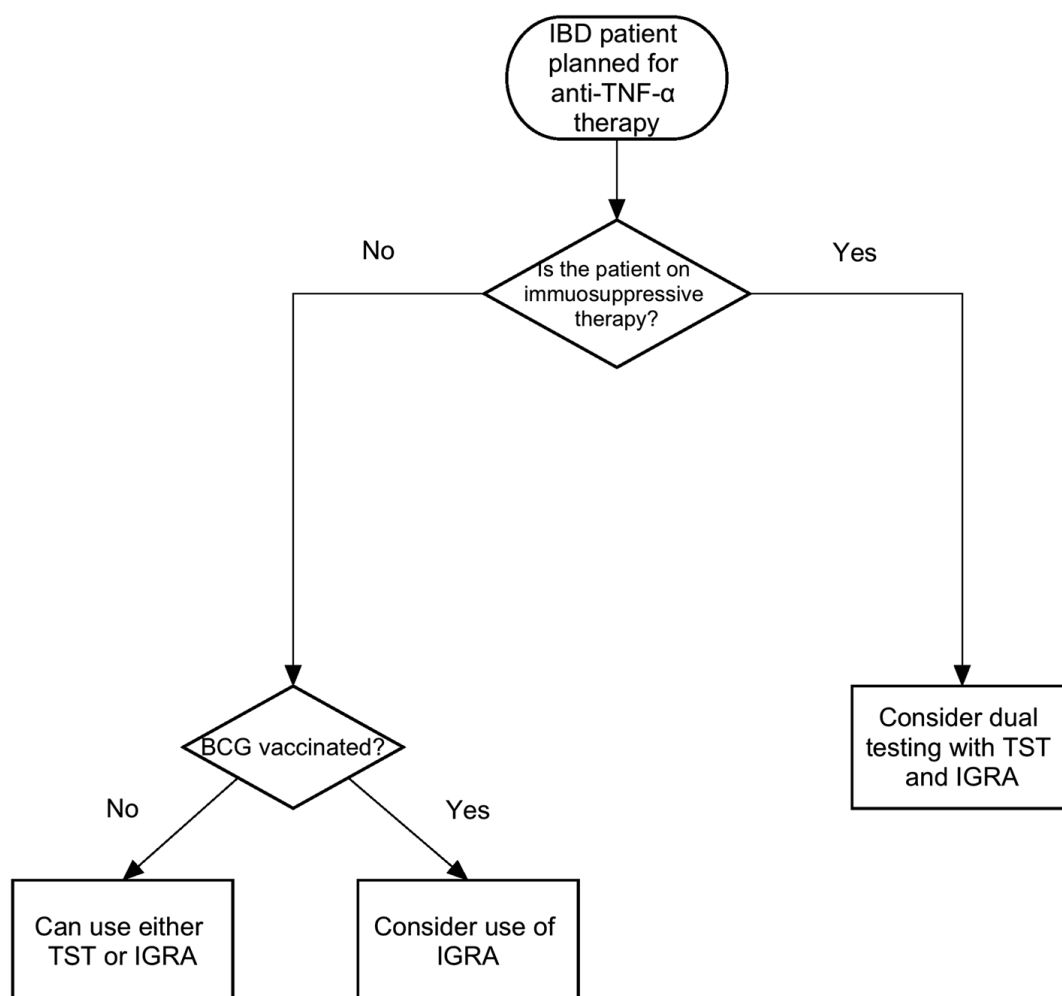 IBD patient
planned for
anti-TNF-α
therapy
No
Yes
Is the patient on
immuosuppressive
therapy?
BCG vaccinated?
Consider dual
testing with TST
and IGRA
No
Yes
Can use either
TST or IGRA
Consider use of
IGRA